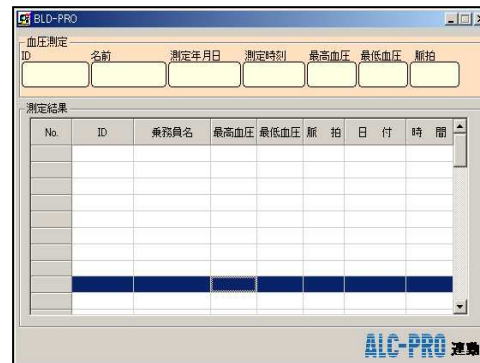 BLD-PRO
血圧測定
ID 名前 測定年月日 測定時刻 最高血圧 最低血圧 脈拍
測定結果
No. ID 乗務員名 最高血圧 最低血圧 脈 拍 日 付 時 間
ALC-PRO 連動